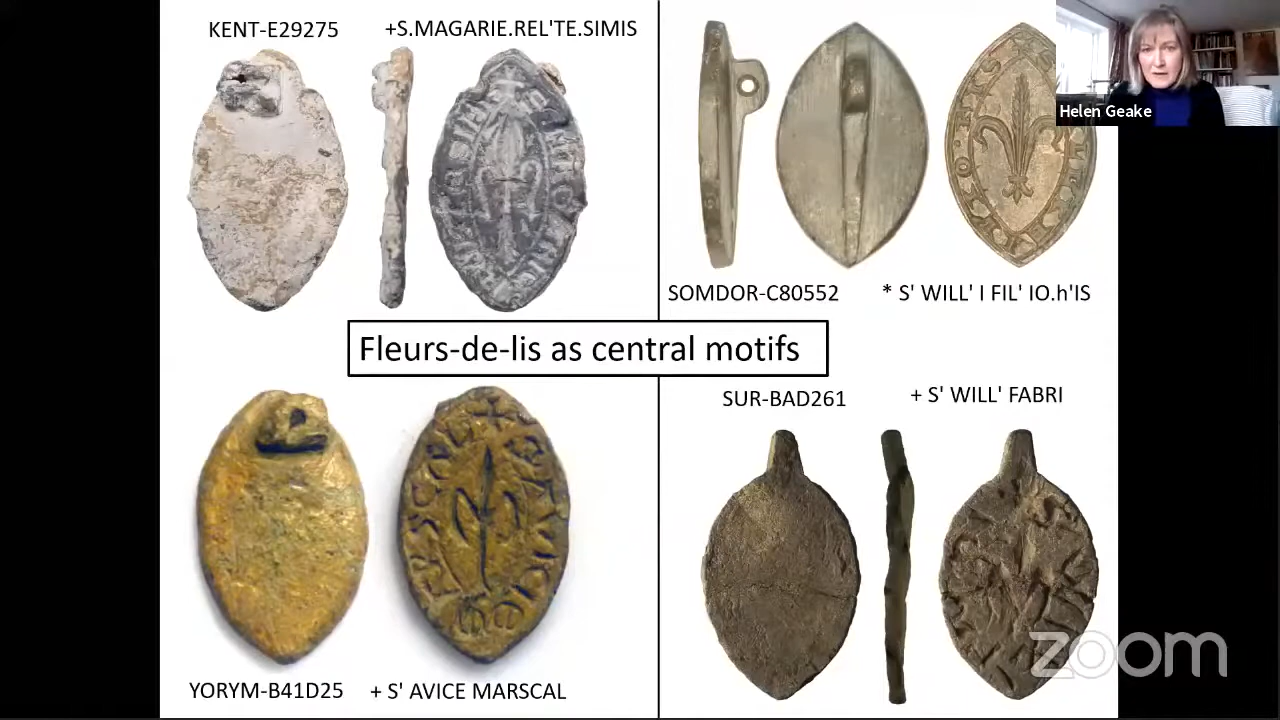 KENT-E29275 +S.MAGARIE.REL'TE.SIMIS
Helen Geake
SOMDOR-C80552 * S' WILL' I FIL' IO.h'IS
Fleurs-de-lis as central motifs
SUR-BAD261 + S' WILL' FABRI
YORYM-B41D25 + S' AVICE MARSCAL
zoom